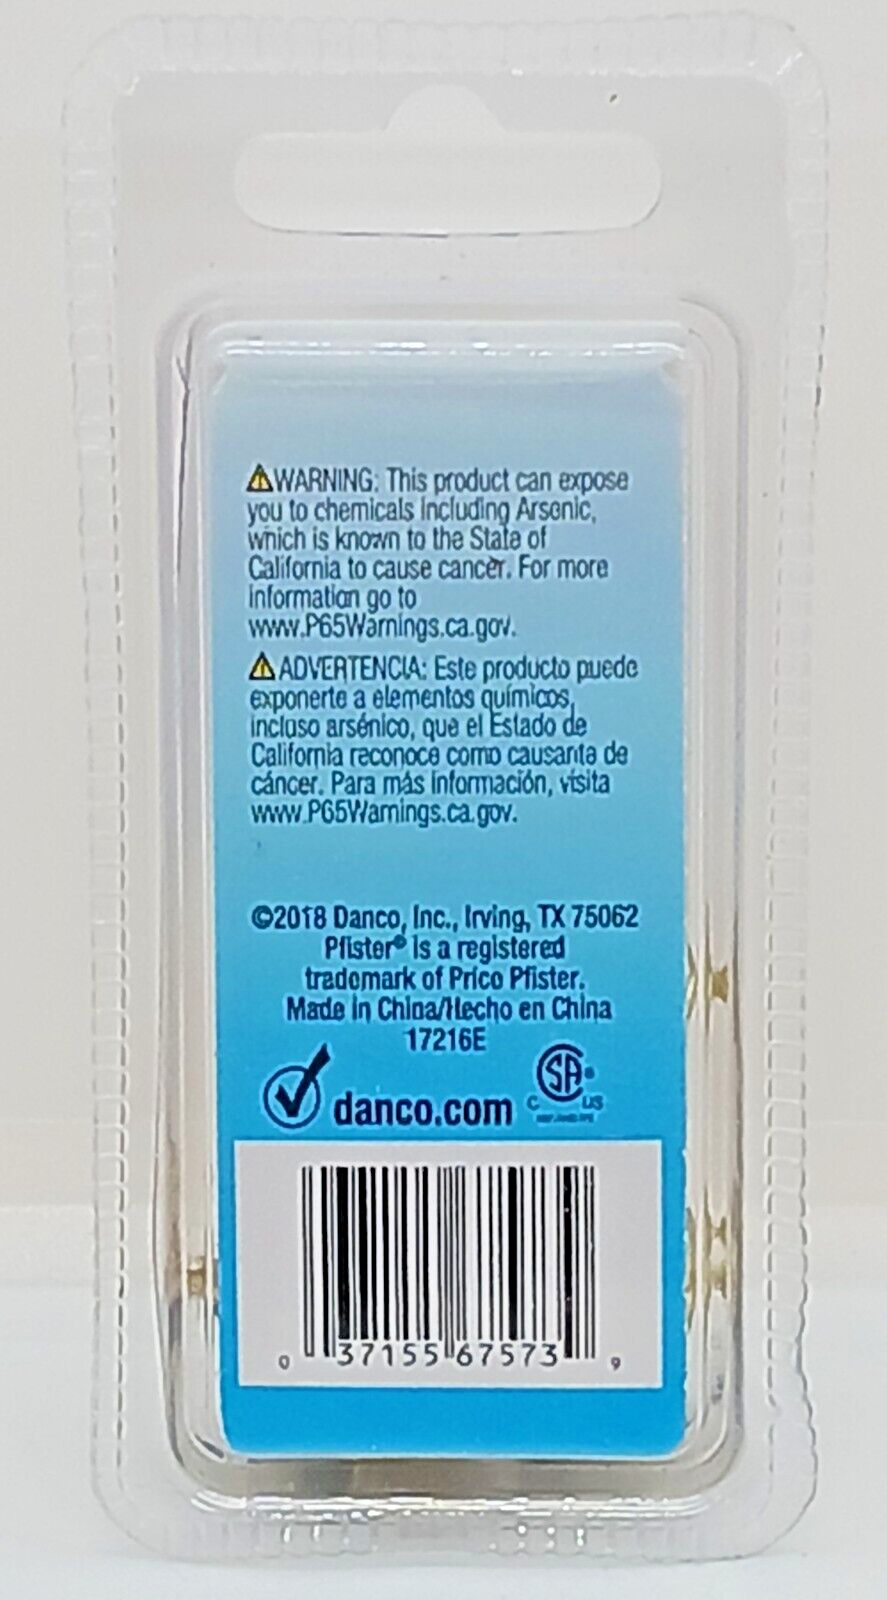 ⚠WARNING: This product can expose
you to chemicals including Arsenic,
which is known to the State of
California to cause cancer. For more
information go to
www.P65Warnings.ca.gov.
⚠ADVERTENCIA: Este producto puede
exponerte a elementos químicos,
incluso arsénico, que el Estado de
California reconoce como causante de
cáncer. Para más información, visita
www.P65Warnings.ca.gov.
©2018 Danco, Inc., Irving, TX 75062
Pfister® is a registered
trademark of Price Pfister.
Made in China/Hecho en China
17216E
danco.com
SA®
C US
0 37155 67573 9